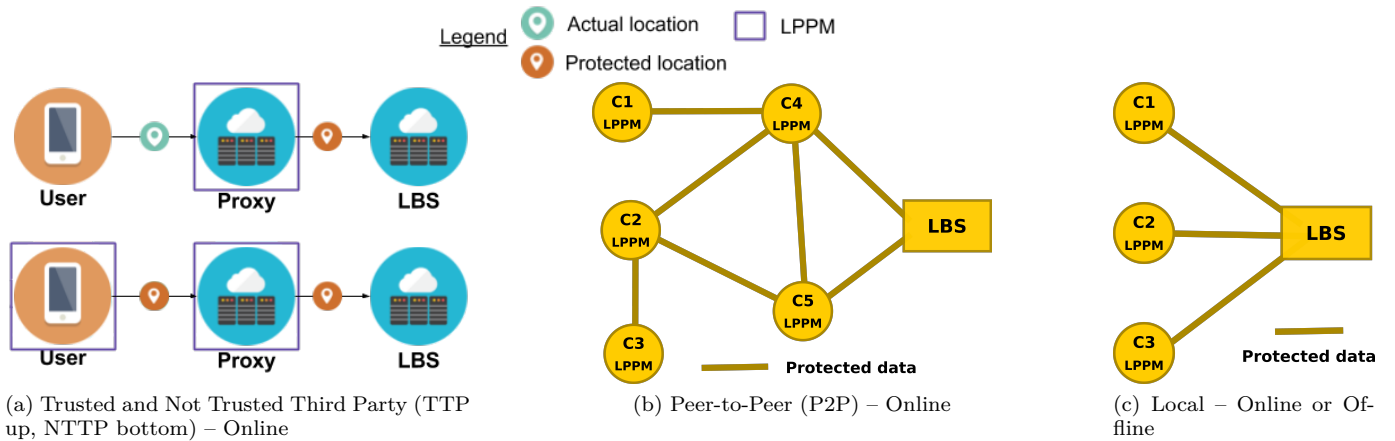 Legend
Actual location
LPPM
Protected location
User
Proxy
LBS
User
Proxy
LBS
(a) Trusted and Not Trusted Third Party (TTP
up, NTTP bottom) – Online
C1
LPPM
C4
LPPM
C2
LPPM
LBS
C5
LPPM
C3
LPPM
Protected data
(b) Peer-to-Peer (P2P) – Online
C1
LPPM
C2
LPPM
LBS
C3
LPPM
Protected data
(c) Local – Online or Of-
fline